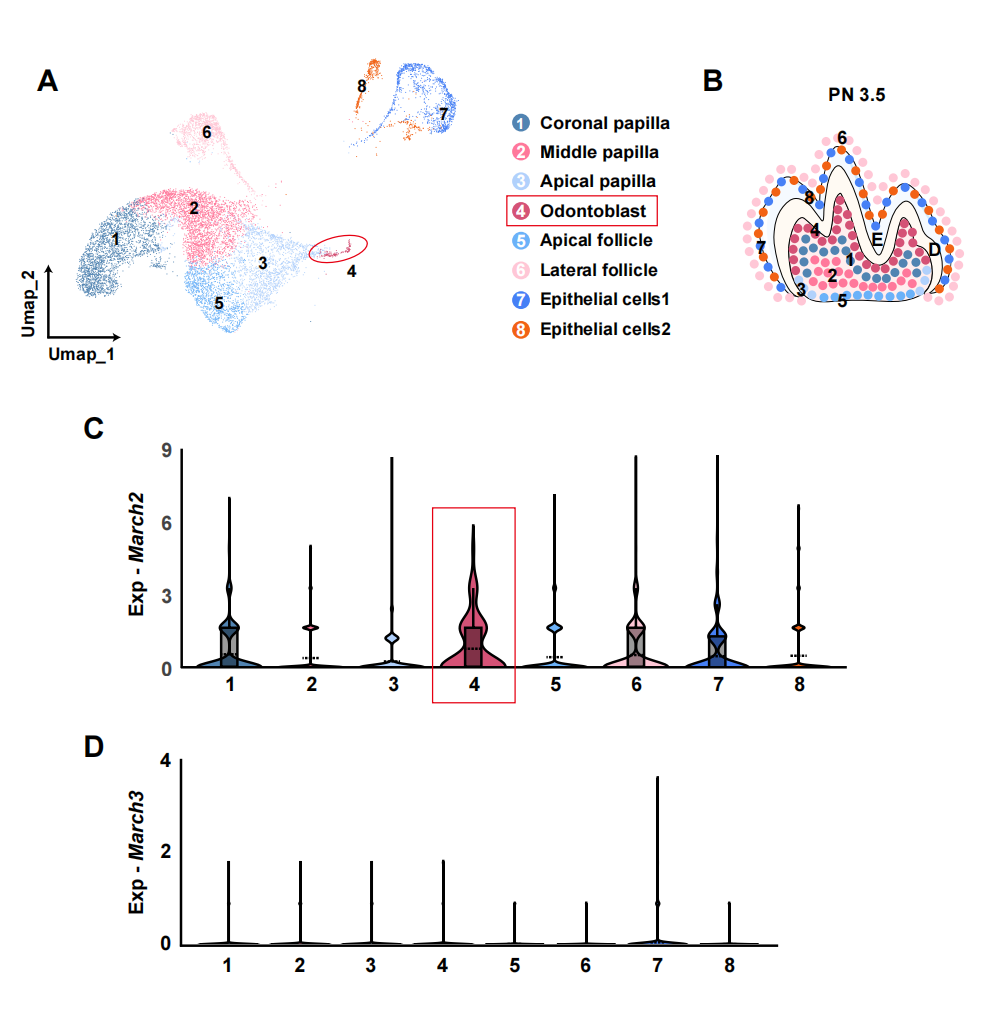 A
8
7
6
2
1
3
4
5
Umap_2
Umap_1
1 Coronal papilla
2 Middle papilla
3 Apical papilla
4 Odontoblast
5 Apical follicle
6 Lateral follicle
7 Epithelial cells1
8 Epithelial cells2
B
PN 3.5
6
8
4
7
E
D
1
2
3
5
C
Exp - March2
9
6
3
0
1 2 3 4 5 6 7 8
D
Exp - March3
4
2
0
1 2 3 4 5 6 7 8